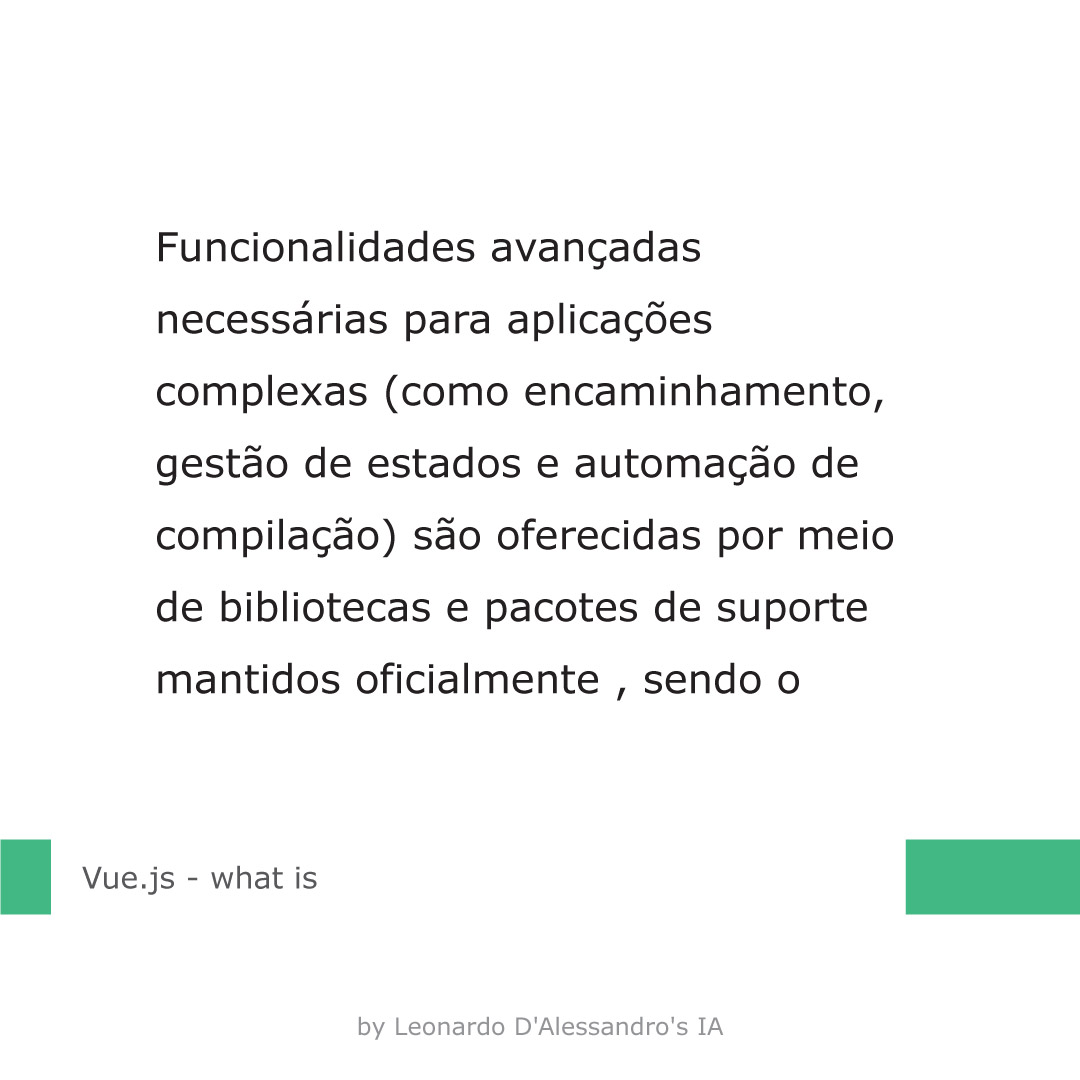 Funcionalidades avançadas
necessárias para aplicações
complexas (como encaminhamento,
gestão de estados e automação de
compilação) são oferecidas por meio
de bibliotecas e pacotes de suporte
mantidos oficialmente , sendo o
Vue.js - what is
by Leonardo D'Alessandro's IA